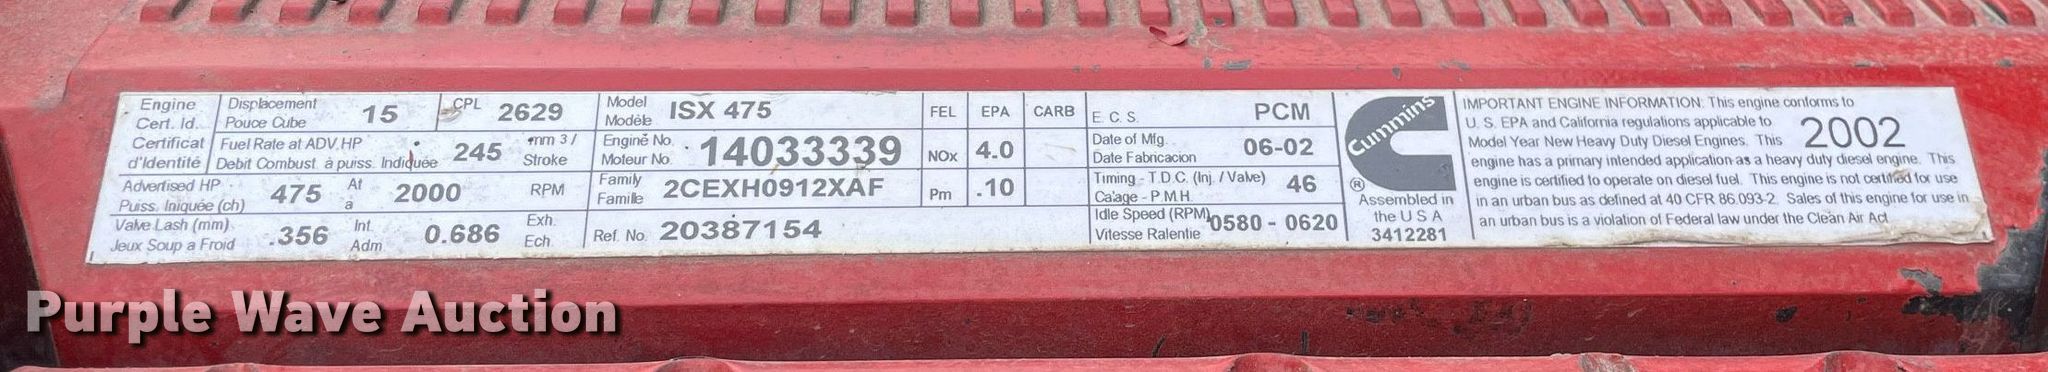 Engine
Cert. Id.
Certificat
d'Identité
Displacement
Pouce Cube
15
CPL
2629
Fuel Rate at ADV.HP
Debit Combust. à puiss. Indiquée
245
mm 3 /
Stroke
Advertised HP
Puiss. Iniquée (ch)
475
At
a
2000
RPM
Valve Lash (mm)
Jeux Soup a Froid
.356
Int.
Adm.
0.686
Exh.
Ech.
Model
Modèle
ISX 475
Engine No.
Moteur No.
14033339
Family
Famille
2CEXH0912XAF
Ref. No.
20387154
FEL EPA CARB
NOx 4.0
Pm .10
E. C. S.
PCM
Date of Mfg.
Date Fabricacion
06-02
Timing - T.D.C. (Inj. / Valve)
Ca'age - P.M.H.
46
Idle Speed (RPM)
Vitesse Ralentie
0580 - 0620
Cummins
®
Assembled in
the U S A
3412281
IMPORTANT ENGINE INFORMATION: This engine conforms to
U. S. EPA and California regulations applicable to
Model Year New Heavy Duty Diesel Engines. This
2002
engine has a primary intended application as a heavy duty diesel engine. This
engine is certified to operate on diesel fuel. This engine is not certified for use
in an urban bus as defined at 40 CFR 86.093-2. Sales of this engine for use in
an urban bus is a violation of Federal law under the Clean Air Act
Purple Wave Auction